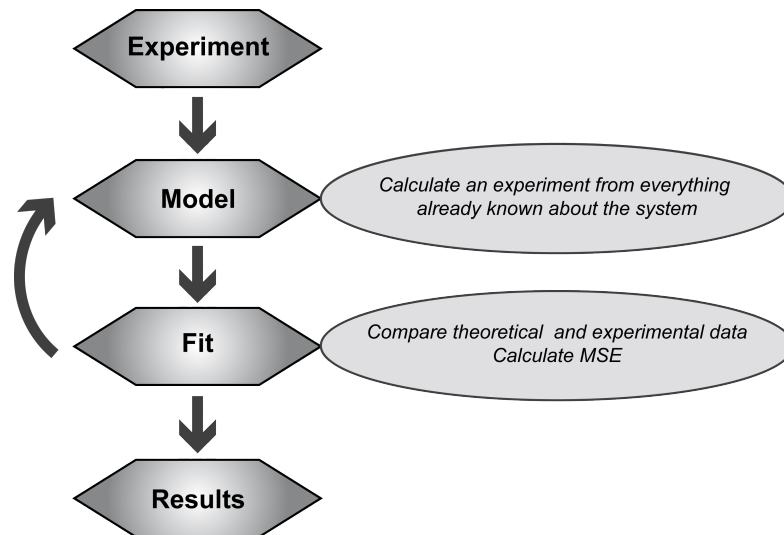 Experiment
Model
Calculate an experiment from everything
already known about the system
Fit
Compare theoretical and experimental data
Calculate MSE
Results